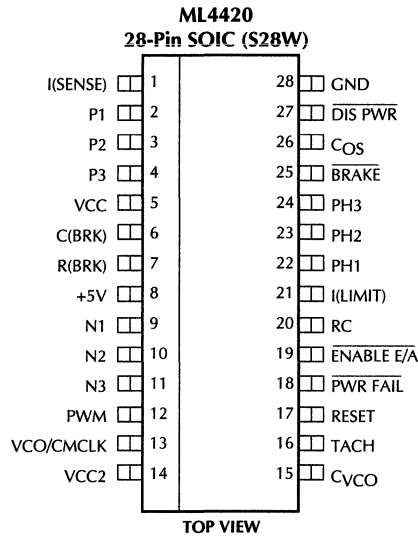 ML4420
28-Pin SOIC (S28W)
I(SENSE) 1 28 GND
P1 2 27 DIS PWR
P2 3 26 COS
P3 4 25 BRAKE
VCC 5 24 PH3
C(BRK) 6 23 PH2
R(BRK) 7 22 PH1
+5V 8 21 I(LIMIT)
N1 9 20 RC
N2 10 19 ENABLE E/A
N3 11 18 PWR FAIL
PWM 12 17 RESET
VCO/CMCLK 13 16 TACH
VCC2 14 15 CVCO
TOP VIEW